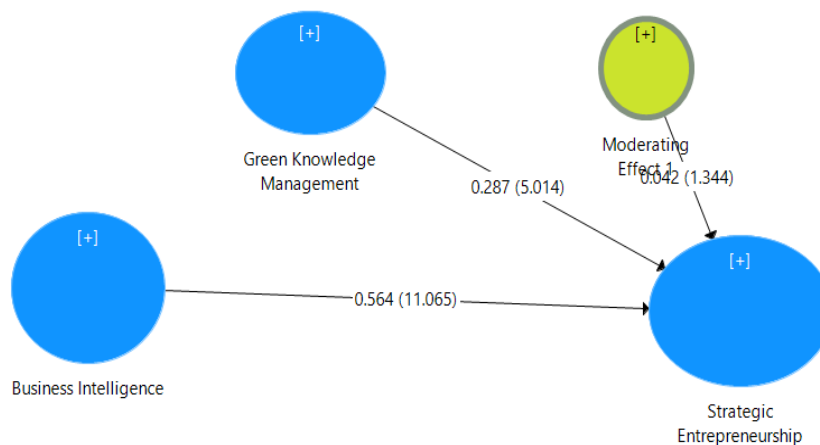 [+]
[+]
Green Knowledge
Management
Moderating
Effect 1
0.042 (1.344)
0.287 (5.014)
[+]
[+]
0.564 (11.065)
Business Intelligence
Strategic
Entrepreneurship